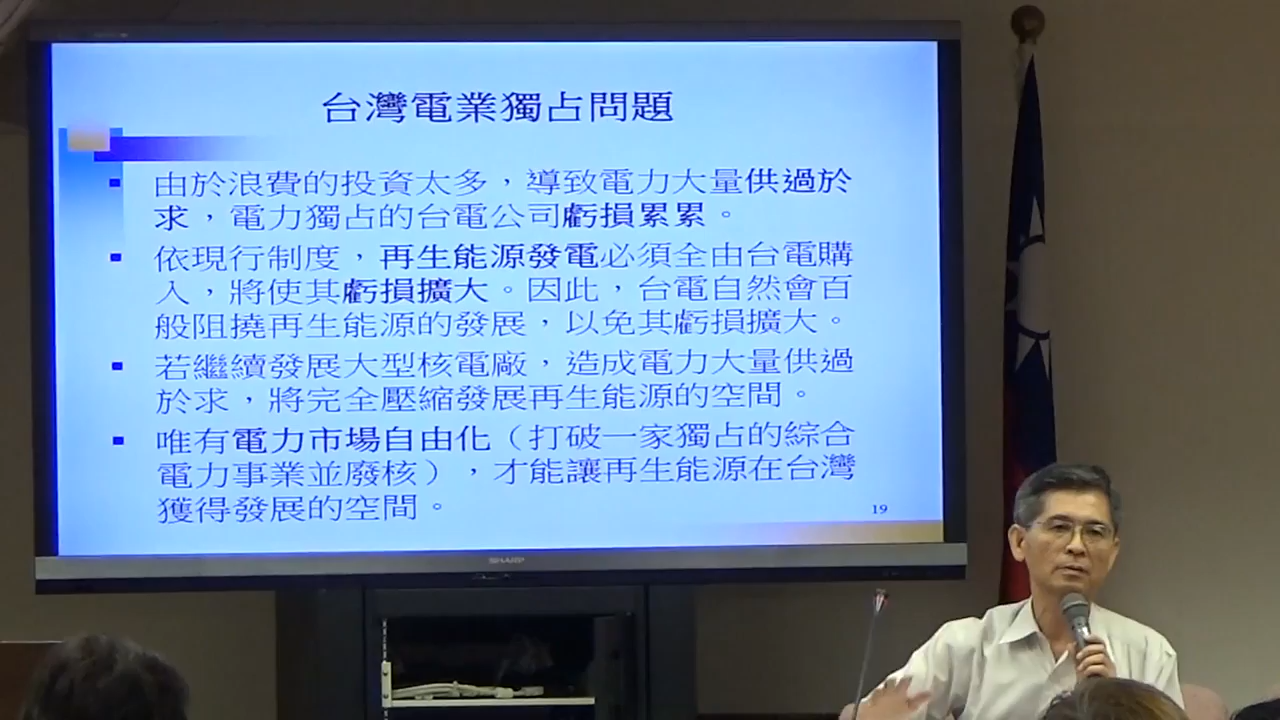 台灣電業獨占問題
由於浪費的投資太多，導致電力大量供過於
求，電力獨占的台電公司虧損累累。
依現行制度，再生能源發電必須全由台電購
入，將使其虧損擴大。因此，台電自然會百
般阻撓再生能源的發展，以免其虧損擴大。
若繼續發展大型核電廠，造成電力大量供過
於求，將完全壓縮發展再生能源的空間。
唯有電力市場自由化（打破一家獨占的綜合
電力事業並廢核），才能讓再生能源在台灣
獲得發展的空間。
19
SHARP